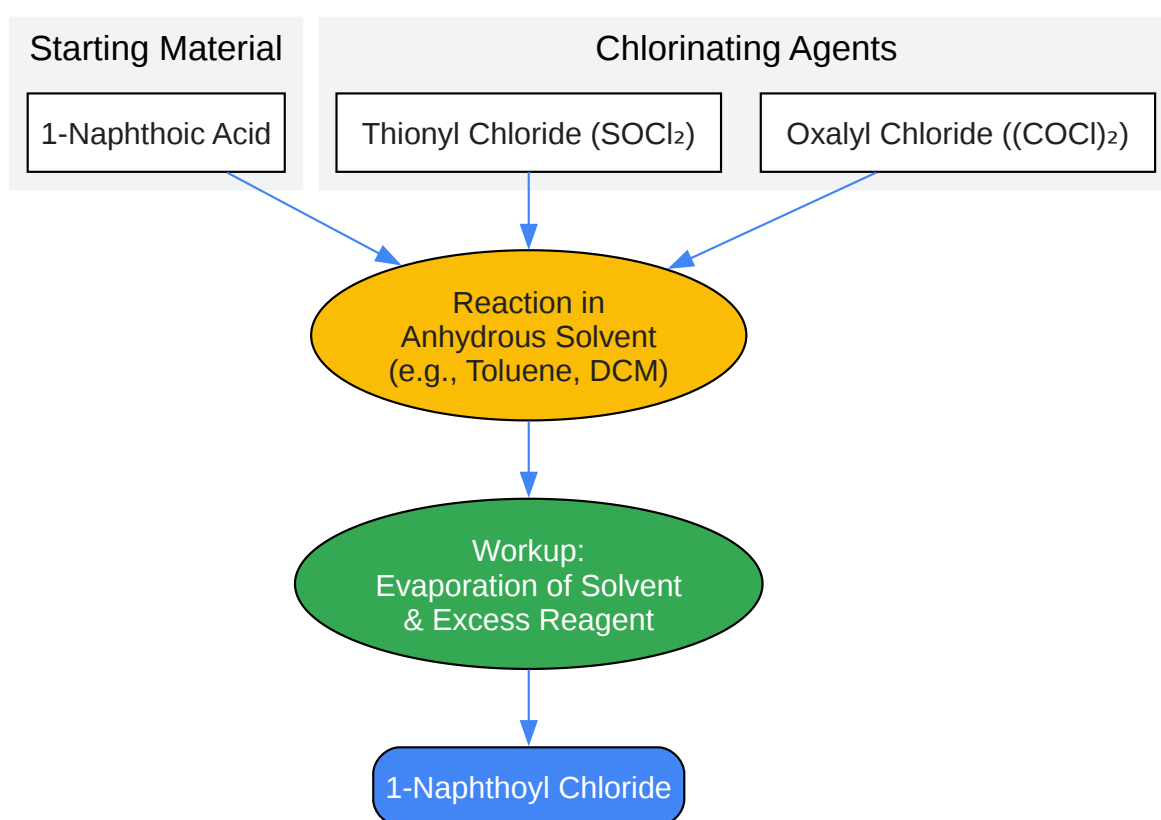 Starting Material
Chlorinating Agents
1-Naphthoic Acid
Thionyl Chloride (SOCl₂)
Oxalyl Chloride ((COCl)₂)
Reaction in
Anhydrous Solvent
(e.g., Toluene, DCM)
Workup:
Evaporation of Solvent
& Excess Reagent
1-Naphthoyl Chloride